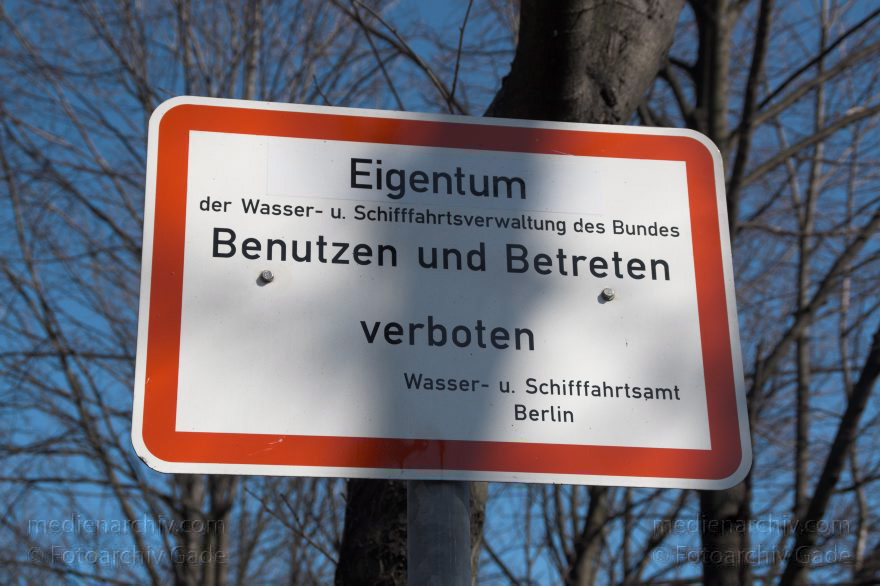 Eigentum
der Wasser- u. Schifffahrtsverwaltung des Bundes
Benutzen und Betreten
verboten
Wasser- u. Schifffahrtsamt
Berlin
medienarchiv.com medienarchiv.com
© Fotoarchiv Gade © Fotoarchiv Gade